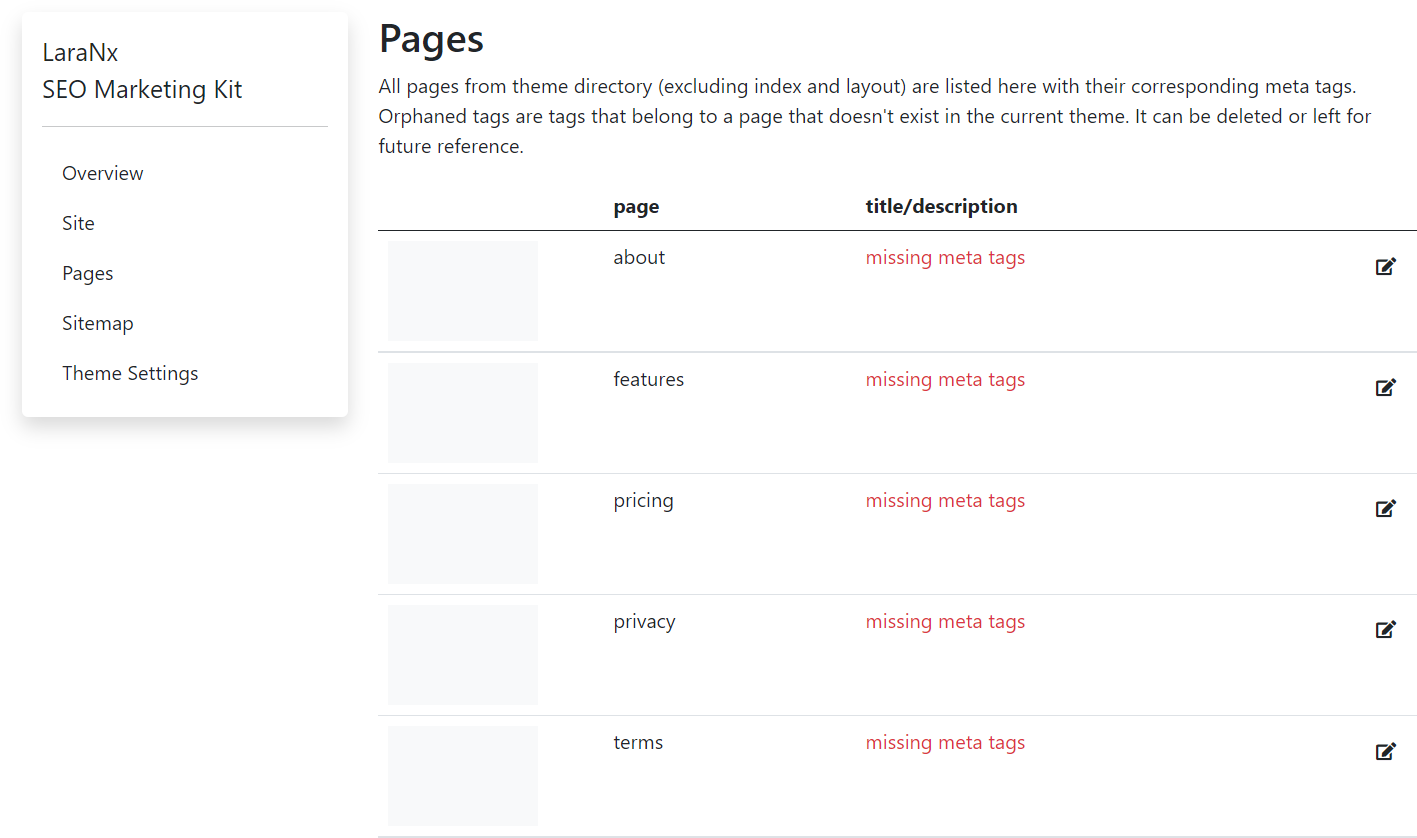 LaraNx
SEO Marketing Kit
Overview
Site
Pages
Sitemap
Theme Settings
Pages
All pages from theme directory (excluding index and layout) are listed here with their corresponding meta tags.
Orphaned tags are tags that belong to a page that doesn't exist in the current theme. It can be deleted or left for
future reference.
page title/description
about missing meta tags
features missing meta tags
pricing missing meta tags
privacy missing meta tags
terms missing meta tags